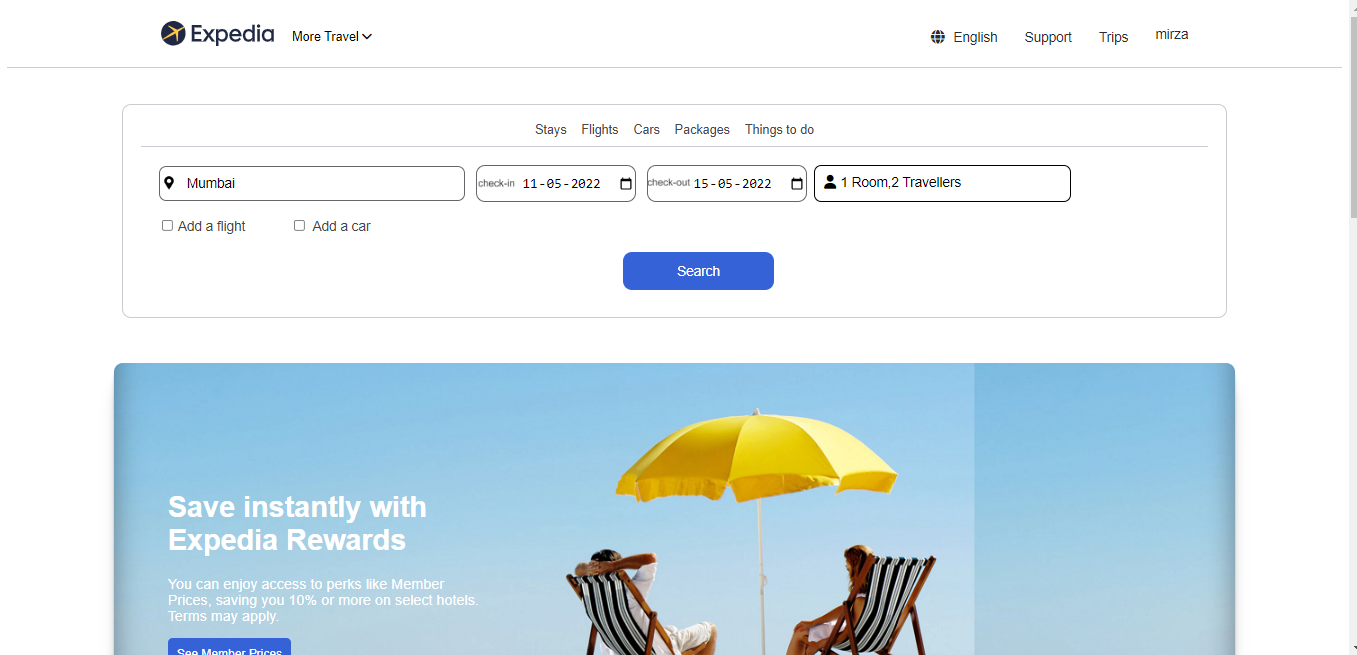 Expedia More Travel English Support Trips mirza
Stays Flights Cars Packages Things to do
Mumbai check-in 11-05-2022 check-out 15-05-2022 1 Room,2 Travellers
Add a flight Add a car
Search
Save instantly with
Expedia Rewards
You can enjoy access to perks like Member
Prices, saving you 10% or more on select hotels.
Terms may apply.
See Member Prices